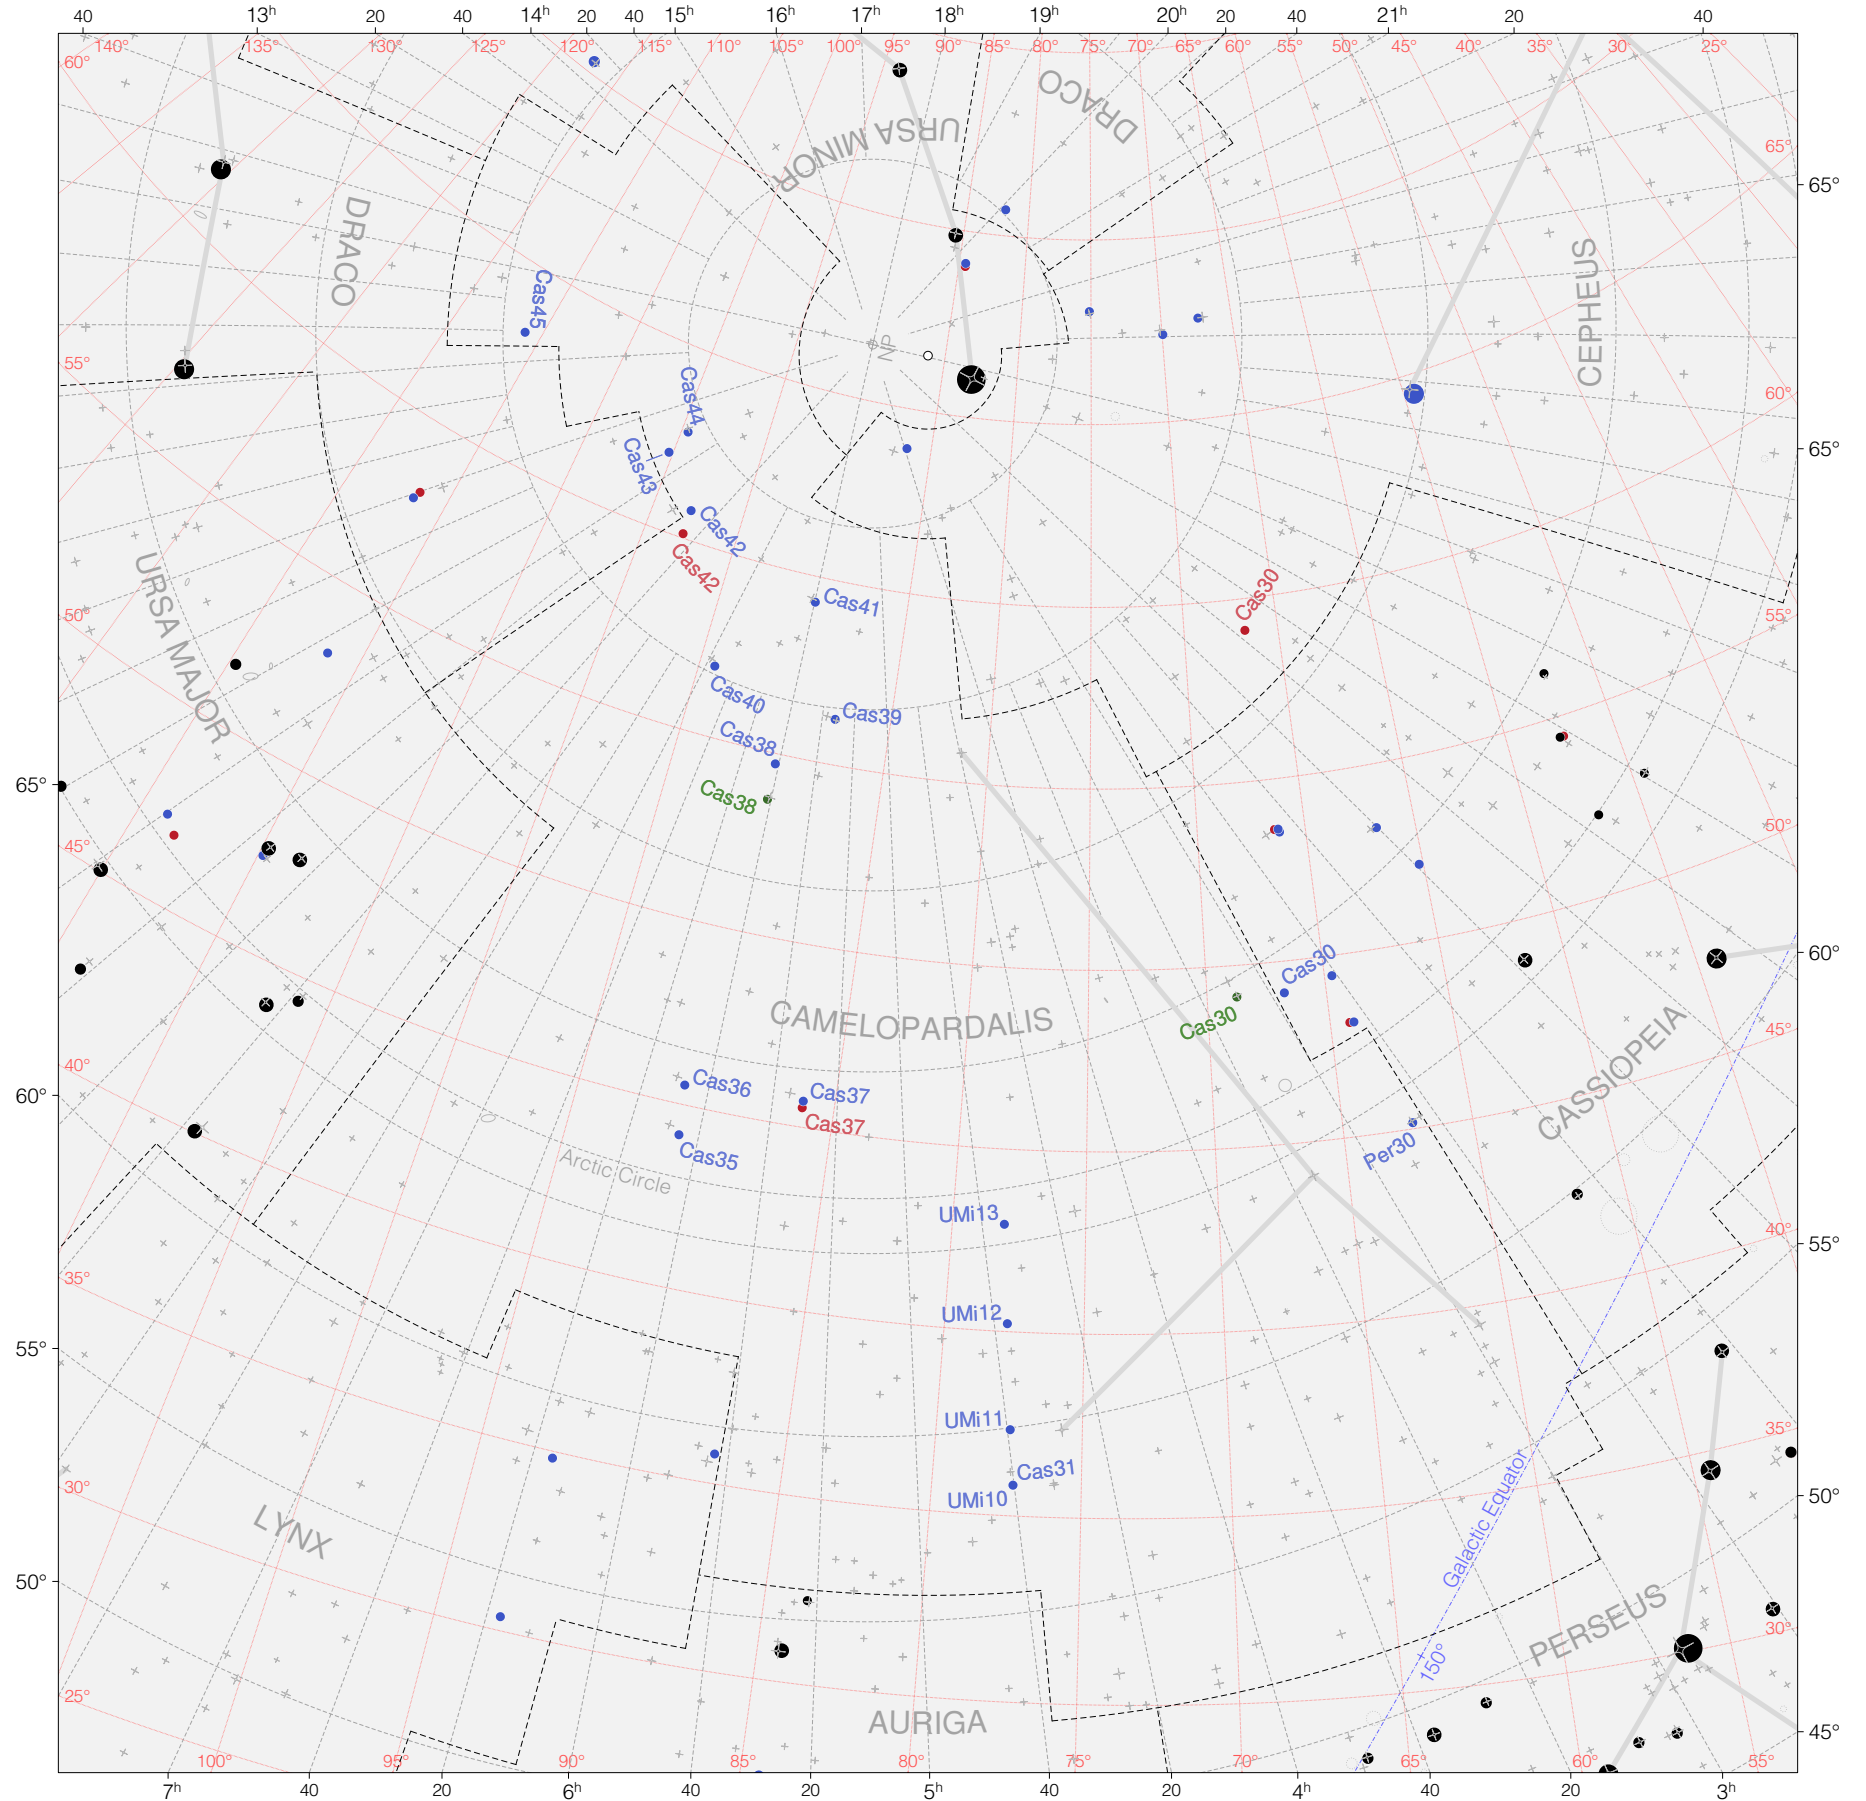 40 13h 20 40 14h 20 40 15h 16h 17h 18h 19h 20h 20 40 21h 20 40
140° 135° 130° 125° 120° 115° 110° 105° 100° 95° 90° 85° 80° 75° 70° 65° 60° 55° 50° 45° 40° 35° 30° 25°
60°
DRACO
URSA MINOR
65°
65°
DRACO
CEPHEUS
Cas45
NP
55°
Cas44
60°
Cas43
65°
Cas42
Cas42
URSA MAJOR
Cas30
Cas41
50°
55°
Cas40
Cas39
Cas38
65°
Cas38
50°
45°
60°
Cas30
CAMELOPARDALIS
Cas30
45°
CASSIOPEIA
40°
60°
Cas36
Cas37
Cas37
Per30
Cas35
Arctic Circle
UMi13
40°
55°
35°
UMi12
55°
UMi11
35°
Cas31
UMi10
30°
50°
LYNX
Galactic Equator
50°
PERSEUS
30°
150°
25°
AURIGA
45°
100° 95° 90° 85° 80° 75° 70° 65° 60° 55°
7h 40 20 6h 40 20 5h 40 20 4h 40 20 3h